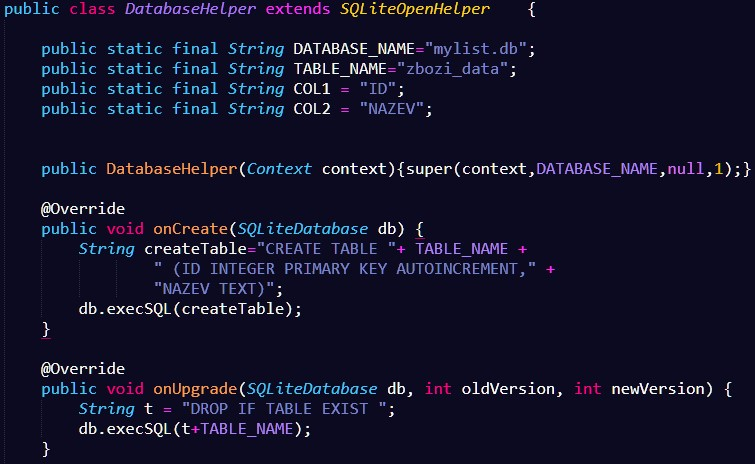 public class DatabaseHelper extends SQLiteOpenHelper    {
public static final String DATABASE_NAME="mylist.db";
public static final String TABLE_NAME="zbozi_data";
public static final String COL1 = "ID";
public static final String COL2 = "NAZEV";
public DatabaseHelper(Context context){super(context,DATABASE_NAME,null,1);}
@Override
public void onCreate(SQLiteDatabase db) {
String createTable="CREATE TABLE "+ TABLE_NAME +
" (ID INTEGER PRIMARY KEY AUTOINCREMENT," +
"NAZEV TEXT)";
db.execSQL(createTable);
}
@Override
public void onUpgrade(SQLiteDatabase db, int oldVersion, int newVersion) {
String t = "DROP IF TABLE EXIST ";
db.execSQL(t+TABLE_NAME);
}